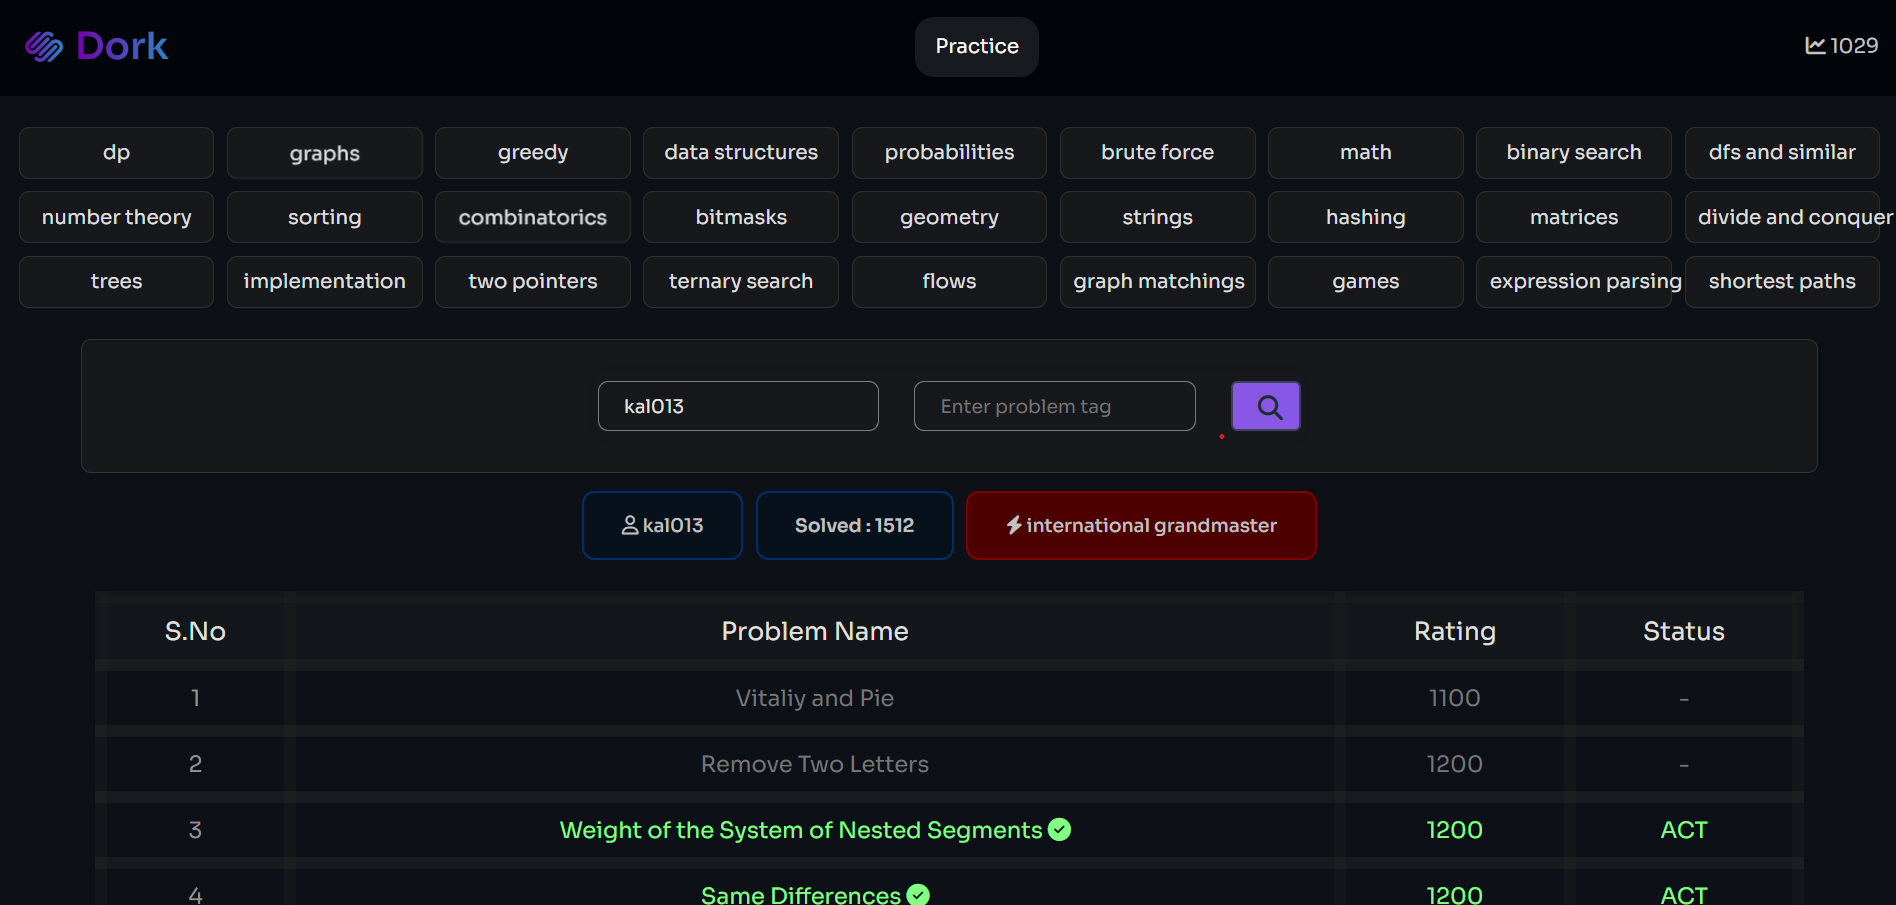 Dork
Practice
1029
dp graphs greedy data structures probabilities brute force math binary search dfs and similar
number theory sorting combinatorics bitmasks geometry strings hashing matrices divide and conquer
trees implementation two pointers ternary search flows graph matchings games expression parsing shortest paths
kal013 Enter problem tag
kal013 Solved : 1512 international grandmaster
S.No Problem Name Rating Status
1 Vitaliy and Pie 1100 -
2 Remove Two Letters 1200 -
3 Weight of the System of Nested Segments 1200 ACT
4 Same Differences 1200 ACT